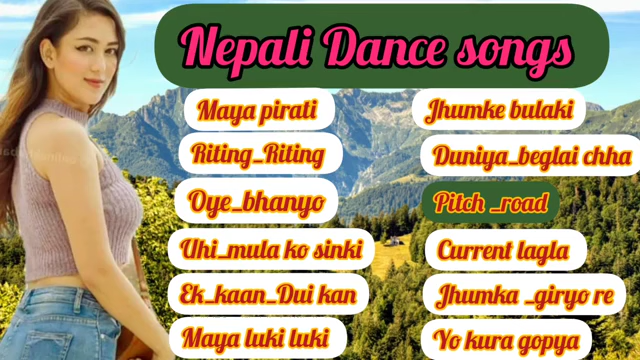 Nepali Dance songs
Maya pirati
Riting_Riting
Oye_bhanyo
Uhi_mula ko sinki
Ek_kaan_Dui kan
Maya luki luki
Jhumke bulaki
Duniya_beglai chha
Pitch _road
Current lagla
Jhumka _giryo re
Yo kura gopya